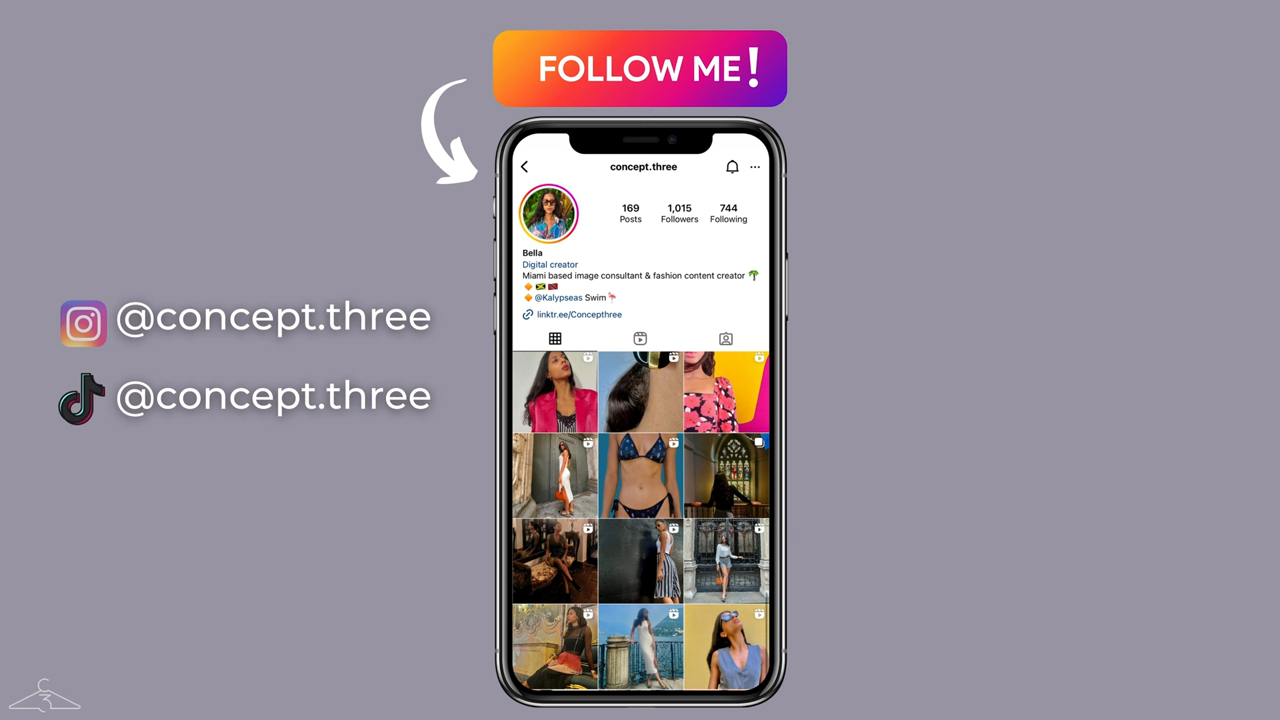 FOLLOW ME!
concept.three
169
Posts
1,015
Followers
744
Following
Bella
Digital creator
Miami based image consultant & fashion content creator 🌴
🔸 🇯🇲 🇹🇹
🔸 @Kalypseas Swim🦩
linktr.ee/Concepthree
@concept.three
@concept.three